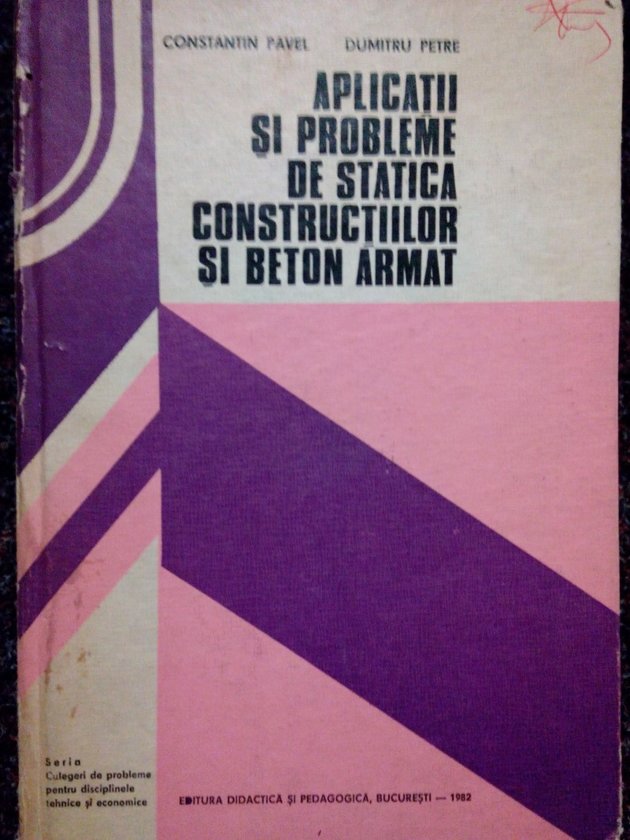 CONSTANTIN PAVEL DUMITRU PETRE
APLICAȚII
ȘI PROBLEME
DE STATICA
CONSTRUCȚIILOR
ȘI BETON ARMAT
Seria
Culegeri de probleme
pentru disciplinele
tehnice și economice
EDITURA DIDACTICĂ ȘI PEDAGOGICĂ, BUCUREȘTI — 1982